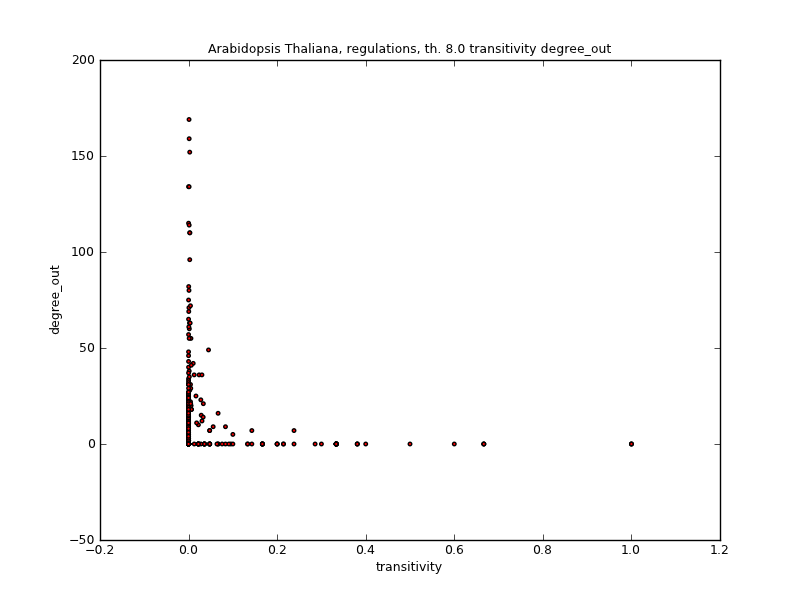 Arabidopsis Thaliana, regulations, th. 8.0 transitivity degree_out
200
150
100
50
0
−50
degree_out
−0.2 0.0 0.2 0.4 0.6 0.8 1.0 1.2
transitivity